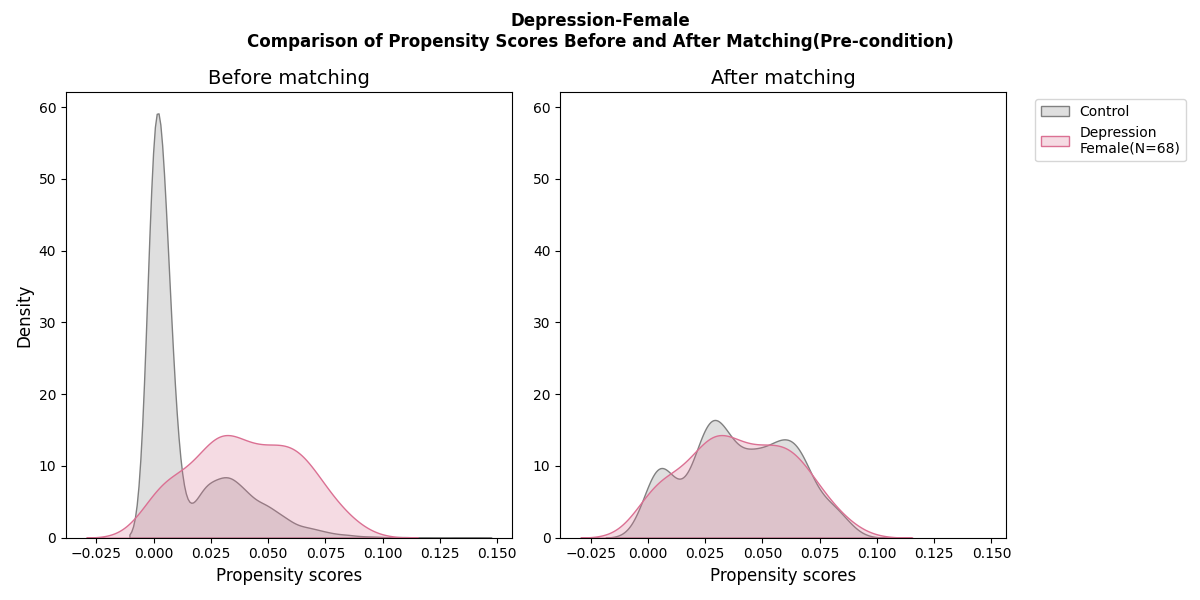 Depression-Female
Comparison of Propensity Scores Before and After Matching(Pre-condition)
Before matching
After matching
Density
60
50
40
30
20
10
0
−0.025 0.000 0.025 0.050 0.075 0.100 0.125 0.150
Propensity scores
60
50
40
30
20
10
0
−0.025 0.000 0.025 0.050 0.075 0.100 0.125 0.150
Propensity scores
Control
Depression
Female(N=68)